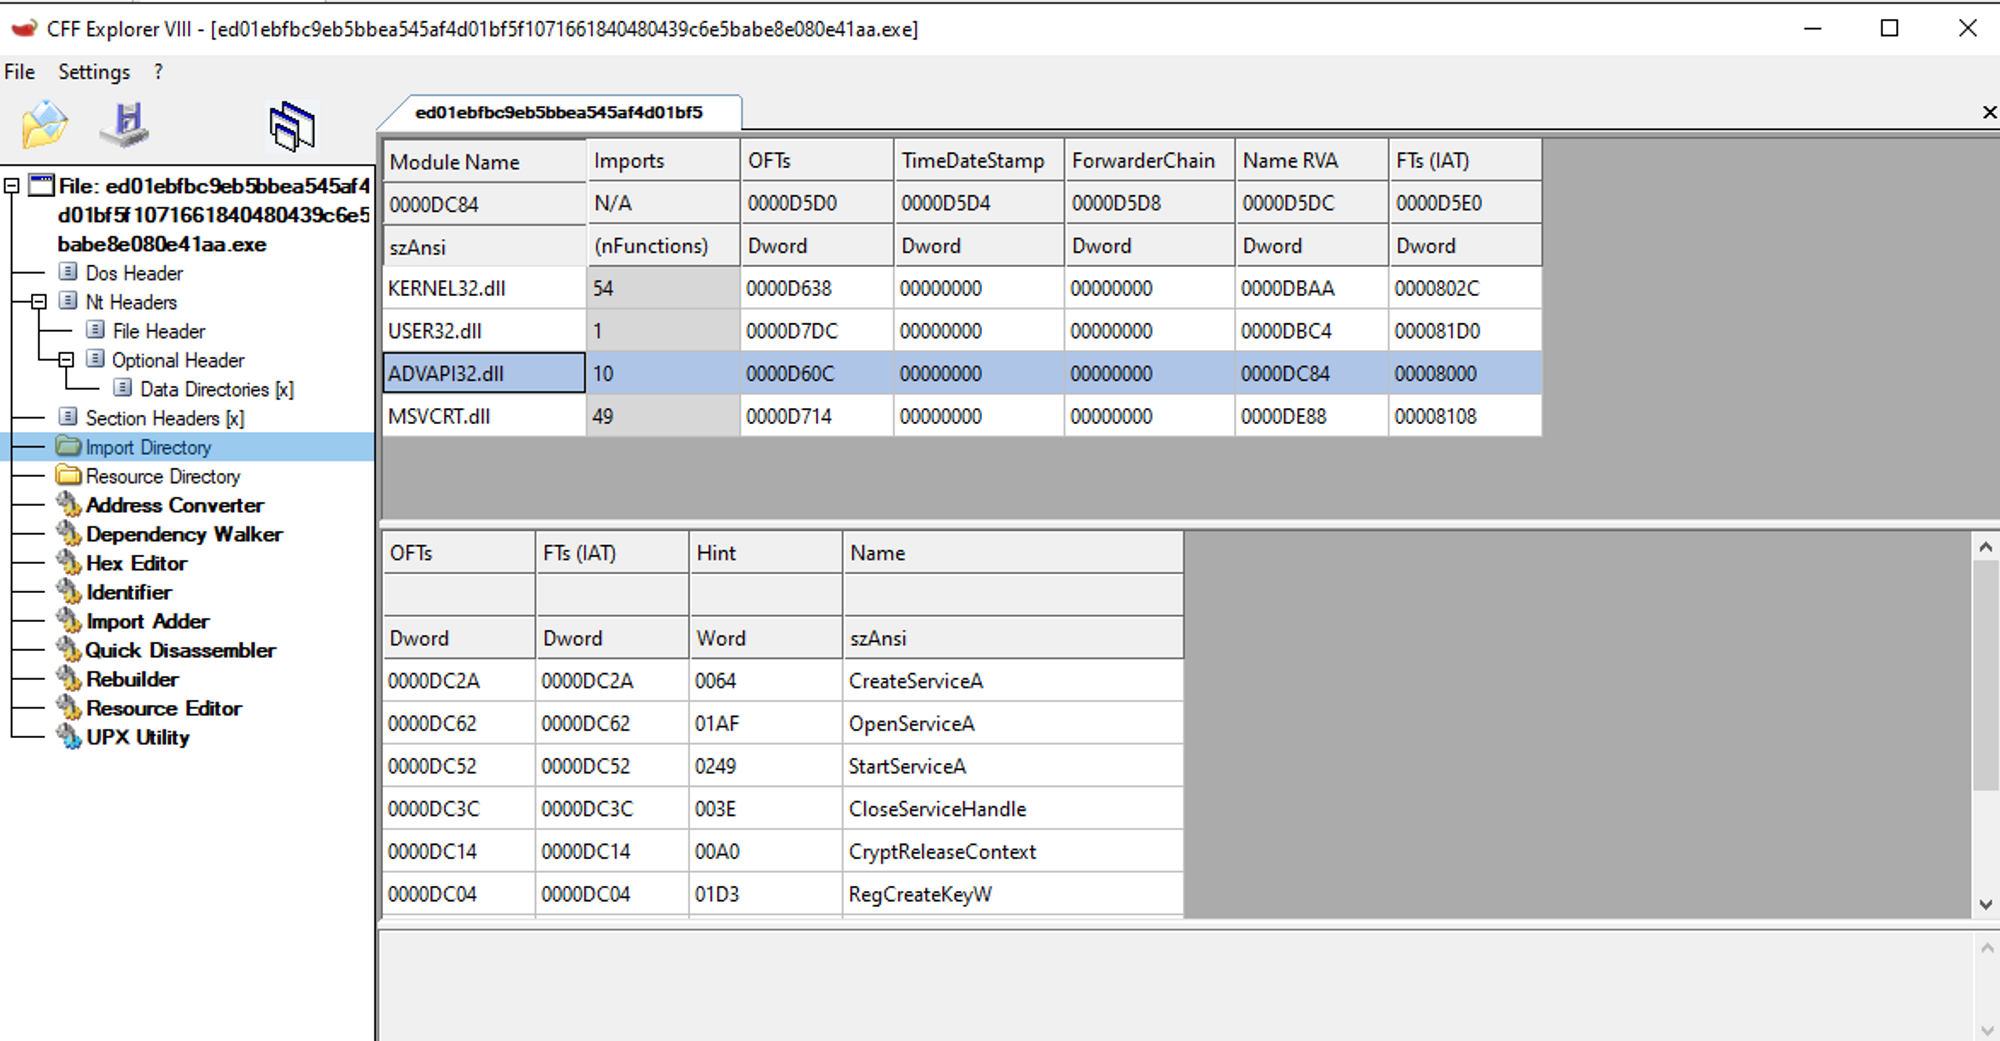 CFF Explorer VIII - [ed01ebfbc9eb5bbea545af4d01bf5f1071661840480439c6e5babe8e080e41aa.exe]
File Settings ?
ed01ebfbc9eb5bbea545af4d01bf5
File: ed01ebfbc9eb5bbea545af4
d01bf5f1071661840480439c6e5
babe8e080e41aa.exe
Dos Header
Nt Headers
File Header
Optional Header
Data Directories [x]
Section Headers [x]
Import Directory
Resource Directory
Address Converter
Dependency Walker
Hex Editor
Identifier
Import Adder
Quick Disassembler
Rebuilder
Resource Editor
UPX Utility
Module Name Imports OFTs TimeDateStamp ForwarderChain Name RVA FTs (IAT)
0000DC84 N/A 0000D5D0 0000D5D4 0000D5D8 0000D5DC 0000D5E0
szAnsi (nFunctions) Dword Dword Dword Dword Dword
KERNEL32.dll 54 0000D638 00000000 00000000 0000DBAA 0000802C
USER32.dll 1 0000D7DC 00000000 00000000 0000DBC4 000081D0
ADVAPI32.dll 10 0000D60C 00000000 00000000 0000DC84 00008000
MSVCRT.dll 49 0000D714 00000000 00000000 0000DE88 00008108
OFTs FTs (IAT) Hint Name
Dword Dword Word szAnsi
0000DC2A 0000DC2A 0064 CreateServiceA
0000DC62 0000DC62 01AF OpenServiceA
0000DC52 0000DC52 0249 StartServiceA
0000DC3C 0000DC3C 003E CloseServiceHandle
0000DC14 0000DC14 00A0 CryptReleaseContext
0000DC04 0000DC04 01D3 RegCreateKeyW